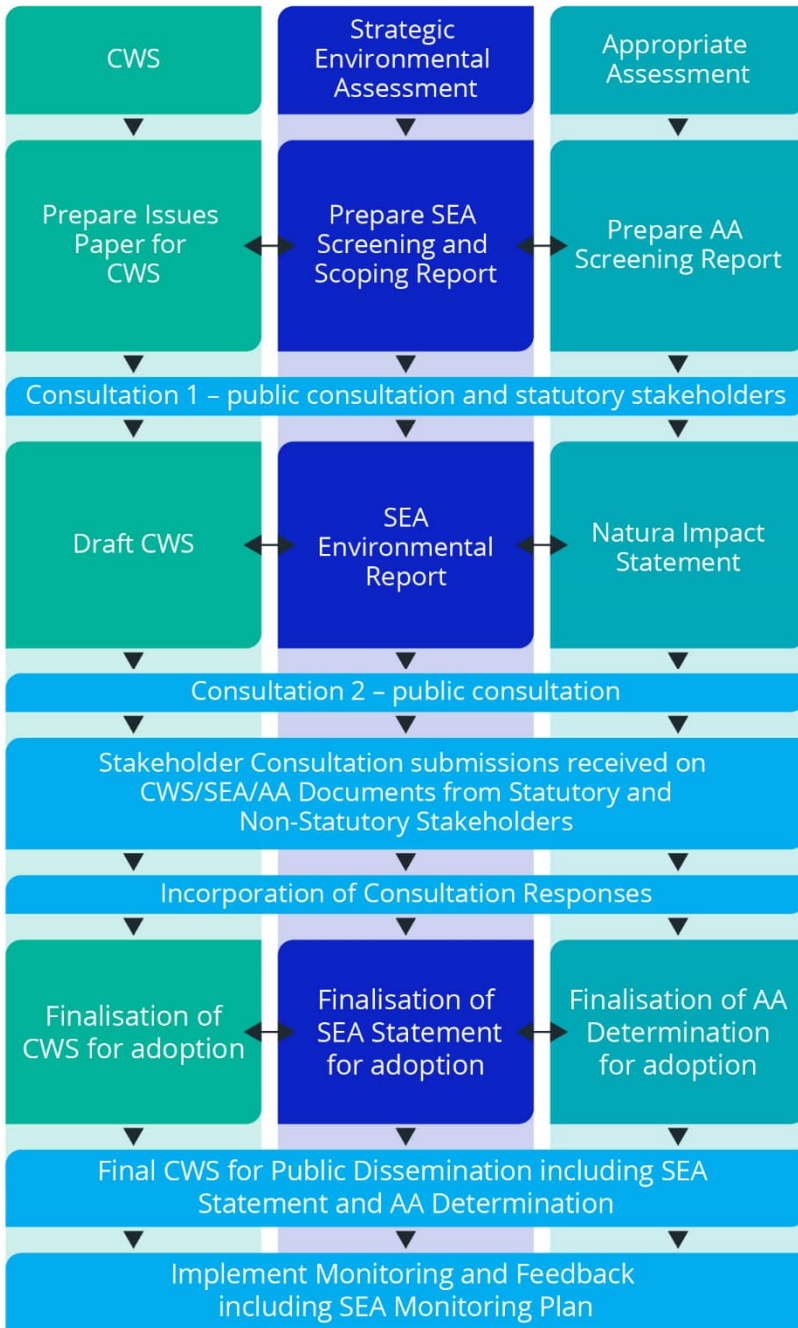 CWS
Strategic
Environmental
Assessment
Appropriate
Assessment
Prepare Issues
Paper for
CWS
Prepare SEA
Screening and
Scoping Report
Prepare AA
Screening Report
Consultation 1 – public consultation and statutory stakeholders
Draft CWS
SEA
Environmental
Report
Natura Impact
Statement
Consultation 2 – public consultation
Stakeholder Consultation submissions received on
CWS/SEA/AA Documents from Statutory and
Non-Statutory Stakeholders
Incorporation of Consultation Responses
Finalisation of
CWS for adoption
Finalisation of
SEA Statement
for adoption
Finalisation of AA
Determination
for adoption
Final CWS for Public Dissemination including SEA
Statement and AA Determination
Implement Monitoring and Feedback
including SEA Monitoring Plan